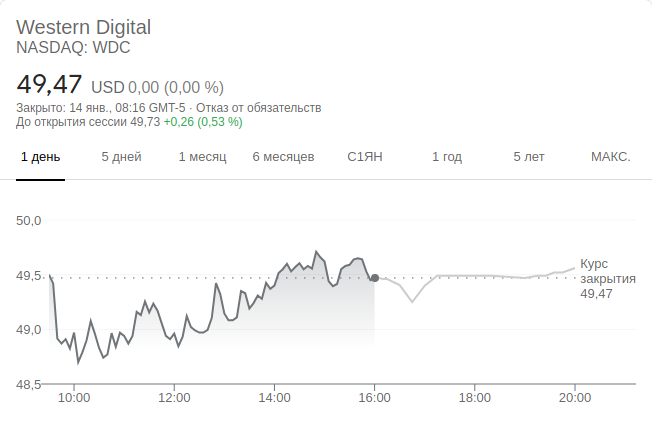 Western Digital
NASDAQ: WDC
49,47 USD 0,00 (0,00 %)
Закрыто: 14 янв., 08:16 GMT-5 · Отказ от обязательств
До открытия сессии 49,73 +0,26 (0,53 %)
1 день 5 дней 1 месяц 6 месяцев С1ЯН 1 год 5 лет МАКС.
50,0
49,5
49,0
48,5
Курс
закрытия
49,47
10:00 12:00 14:00 16:00 18:00 20:00